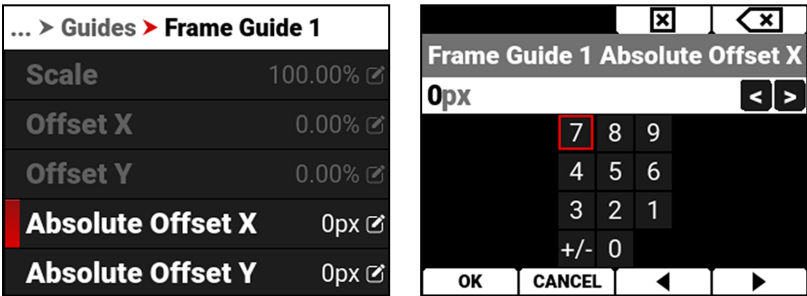 ... > Guides > Frame Guide 1
Scale 100.00%
Offset X 0.00%
Offset Y 0.00%
Absolute Offset X 0px
Absolute Offset Y 0px
Frame Guide 1 Absolute Offset X
0px < >
7 8 9
4 5 6
3 2 1
+/- 0
OK CANCEL